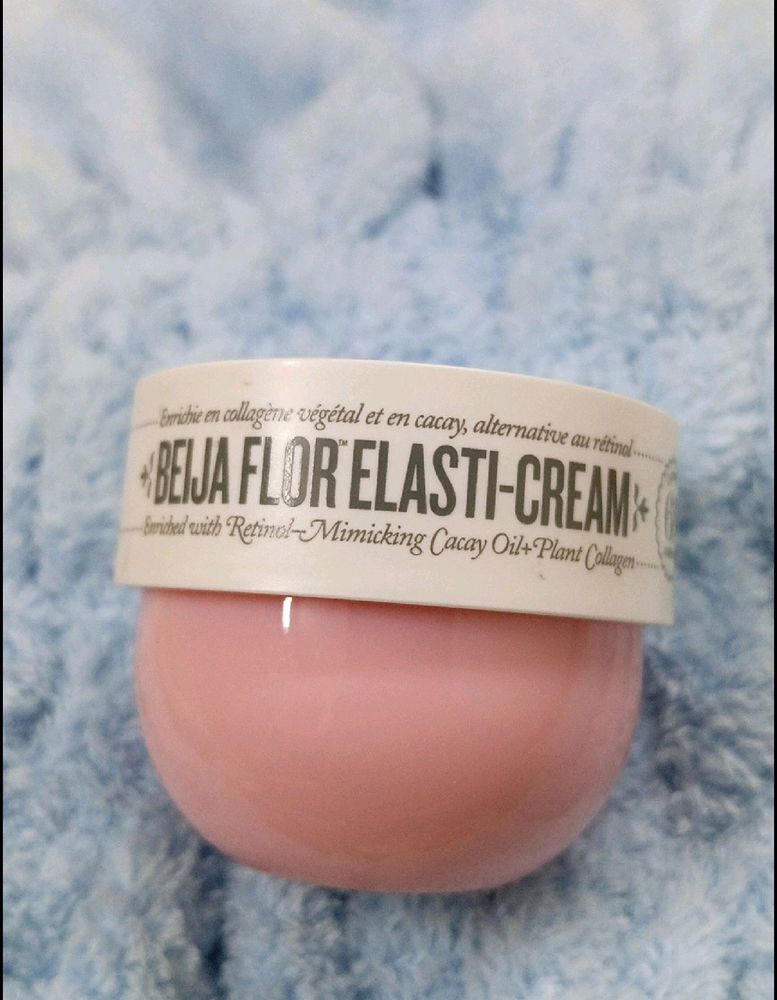 Enrichie en collagène végétal et en cacay, alternative au rétinol
BEIJA FLOR™ ELASTI-CREAM
Enriched with Retinol-Mimicking Cacay Oil+Plant Collagen